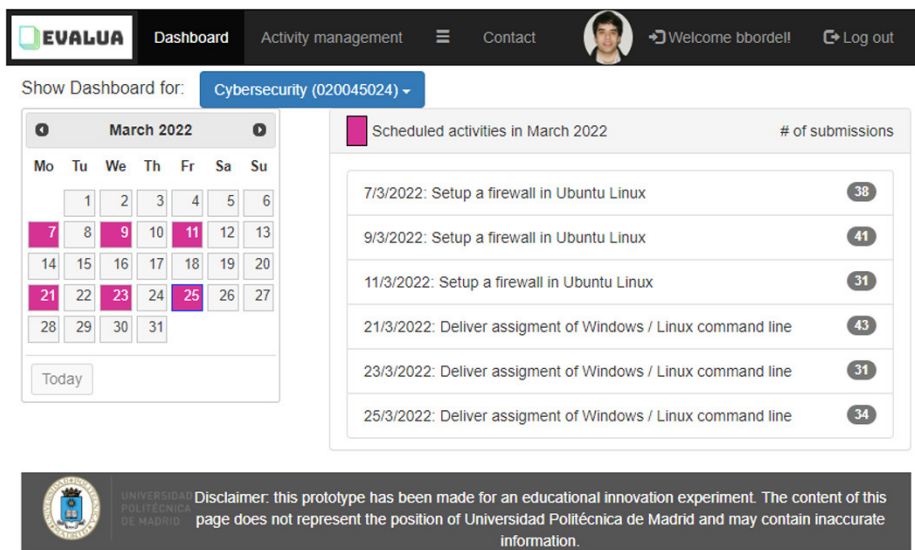 EVALUA Dashboard Activity management Contact Welcome bbordel! Log out
Show Dashboard for: Cybersecurity (020045024)
March 2022
Mo Tu We Th Fr Sa Su
1 2 3 4 5 6
7 8 9 10 11 12 13
14 15 16 17 18 19 20
21 22 23 24 25 26 27
28 29 30 31
Today
Scheduled activities in March 2022 # of submissions
7/3/2022: Setup a firewall in Ubuntu Linux 38
9/3/2022: Setup a firewall in Ubuntu Linux 41
11/3/2022: Setup a firewall in Ubuntu Linux 31
21/3/2022: Deliver assigment of Windows / Linux command line 43
23/3/2022: Deliver assigment of Windows / Linux command line 31
25/3/2022: Deliver assigment of Windows / Linux command line 34
UNIVERSIDAD
POLITÉCNICA
DE MADRID
Disclaimer: this prototype has been made for an educational innovation experiment. The content of this
page does not represent the position of Universidad Politécnica de Madrid and may contain inaccurate
information.